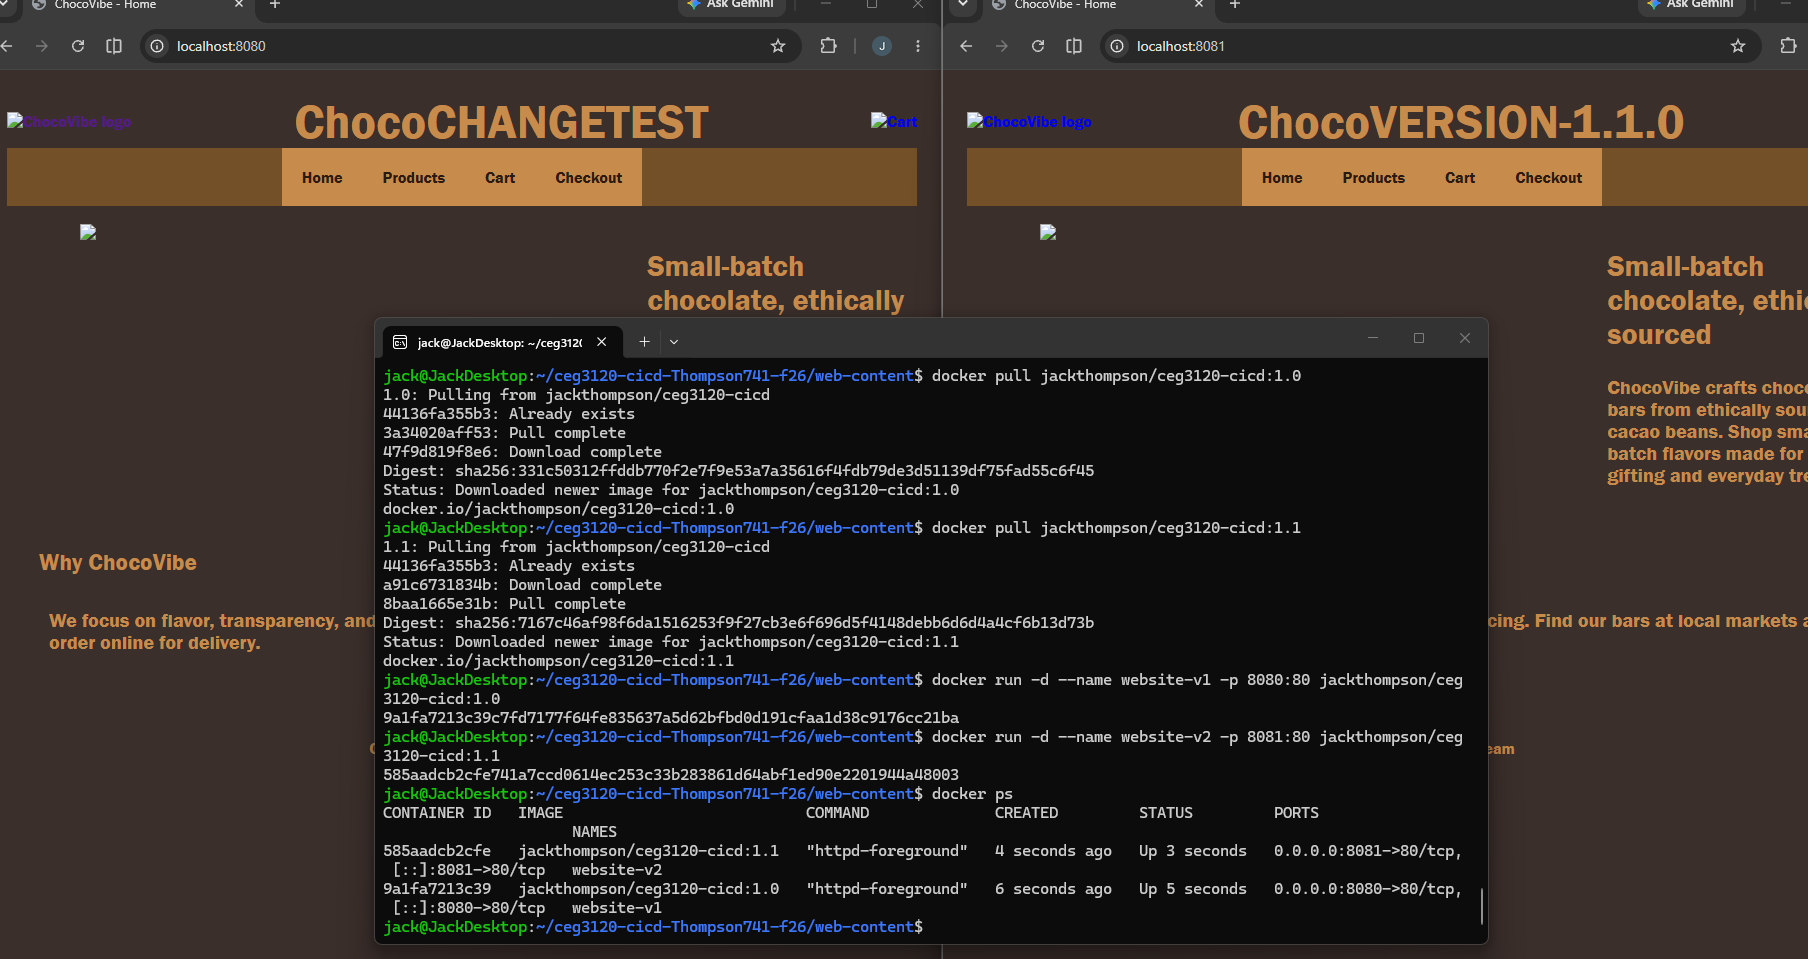 ChocoVibe - Home
Ask Gemini
localhost:8080
J
ChocoVibe logo
ChocoCHANGETEST
Cart
Home Products Cart Checkout
Small-batch
chocolate, ethically
Why ChocoVibe
We focus on flavor, transparency, and
order online for delivery.
ChocoVibe - Home
Ask Gemini
localhost:8081
ChocoVibe logo
ChocoVERSION-1.1.0
Home Products Cart Checkout
Small-batch
chocolate, ethic
sourced
ChocoVibe crafts choco
bars from ethically sou
cacao beans. Shop sma
batch flavors made for
gifting and everyday tre
cing. Find our bars at local markets a
eam
jack@JackDesktop: ~/ceg312(
jack@JackDesktop:~/ceg3120-cicd-Thompson741-f26/web-content$ docker pull jackthompson/ceg3120-cicd:1.0
1.0: Pulling from jackthompson/ceg3120-cicd
44136fa355b3: Already exists
3a34020aff53: Pull complete
47f9d819f8e6: Download complete
Digest: sha256:331c50312ffddb770f2e7f9e53a7a35616f4fdb79de3d51139df75fad55c6f45
Status: Downloaded newer image for jackthompson/ceg3120-cicd:1.0
docker.io/jackthompson/ceg3120-cicd:1.0
jack@JackDesktop:~/ceg3120-cicd-Thompson741-f26/web-content$ docker pull jackthompson/ceg3120-cicd:1.1
1.1: Pulling from jackthompson/ceg3120-cicd
44136fa355b3: Already exists
a91c6731834b: Download complete
8baa1665e31b: Pull complete
Digest: sha256:7167c46af98f6da1516253f9f27cb3e6f696d5f4148debb6d6d4a4cf6b13d73b
Status: Downloaded newer image for jackthompson/ceg3120-cicd:1.1
docker.io/jackthompson/ceg3120-cicd:1.1
jack@JackDesktop:~/ceg3120-cicd-Thompson741-f26/web-content$ docker run -d --name website-v1 -p 8080:80 jackthompson/ceg
3120-cicd:1.0
9a1fa7213c39c7fd7177f64fe835637a5d62bfbd0d191cfaa1d38c9176cc21ba
jack@JackDesktop:~/ceg3120-cicd-Thompson741-f26/web-content$ docker run -d --name website-v2 -p 8081:80 jackthompson/ceg
3120-cicd:1.1
585aadcb2cfe741a7ccd0614ec253c33b283861d64abf1ed90e2201944a48003
jack@JackDesktop:~/ceg3120-cicd-Thompson741-f26/web-content$ docker ps
CONTAINER ID IMAGE COMMAND CREATED STATUS PORTS
NAMES
585aadcb2cfe jackthompson/ceg3120-cicd:1.1 "httpd-foreground" 4 seconds ago Up 3 seconds 0.0.0.0:8081->80/tcp,
[::]:8081->80/tcp website-v2
9a1fa7213c39 jackthompson/ceg3120-cicd:1.0 "httpd-foreground" 6 seconds ago Up 5 seconds 0.0.0.0:8080->80/tcp,
[::]:8080->80/tcp website-v1
jack@JackDesktop:~/ceg3120-cicd-Thompson741-f26/web-content$